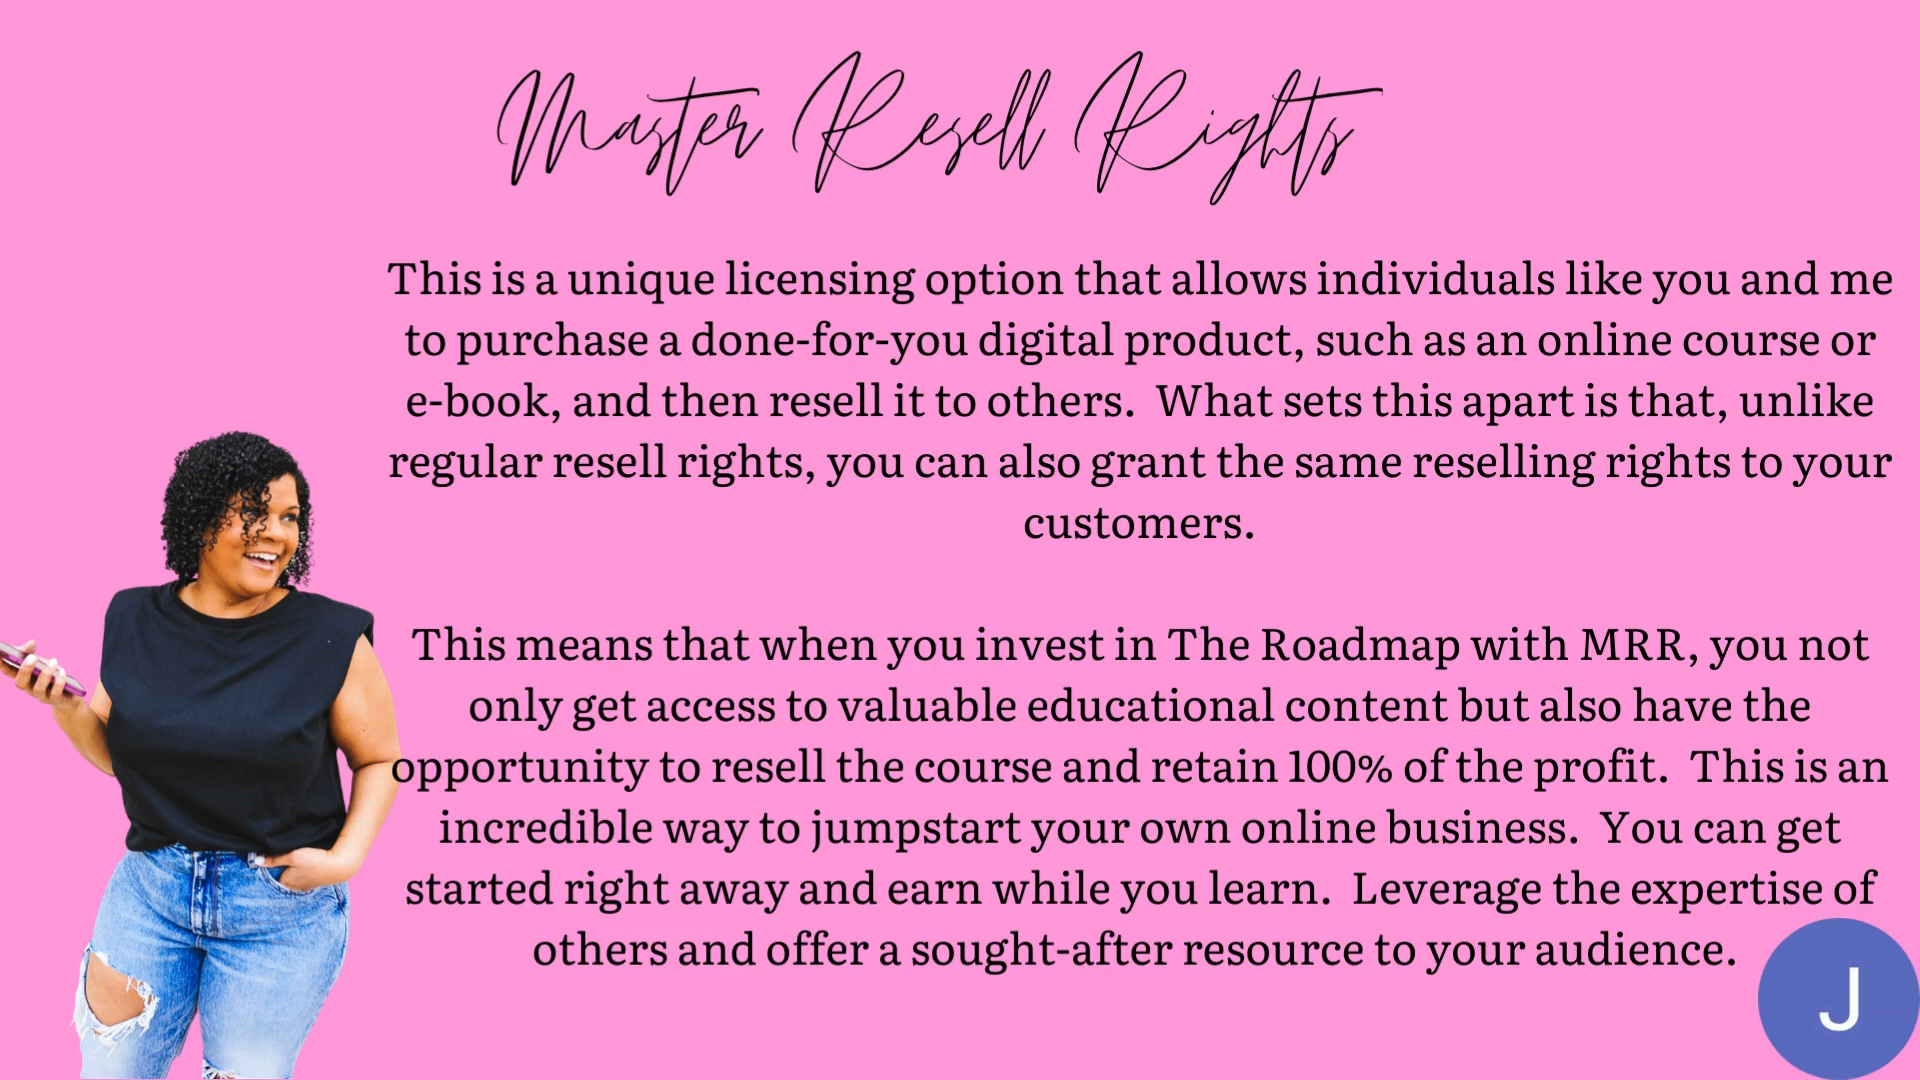 Master Resell Rights
This is a unique licensing option that allows individuals like you and me
to purchase a done-for-you digital product, such as an online course or
e-book, and then resell it to others.  What sets this apart is that, unlike
regular resell rights, you can also grant the same reselling rights to your
customers.
This means that when you invest in The Roadmap with MRR, you not
only get access to valuable educational content but also have the
opportunity to resell the course and retain 100% of the profit.  This is an
incredible way to jumpstart your own online business.  You can get
started right away and earn while you learn.  Leverage the expertise of
others and offer a sought-after resource to your audience.
J